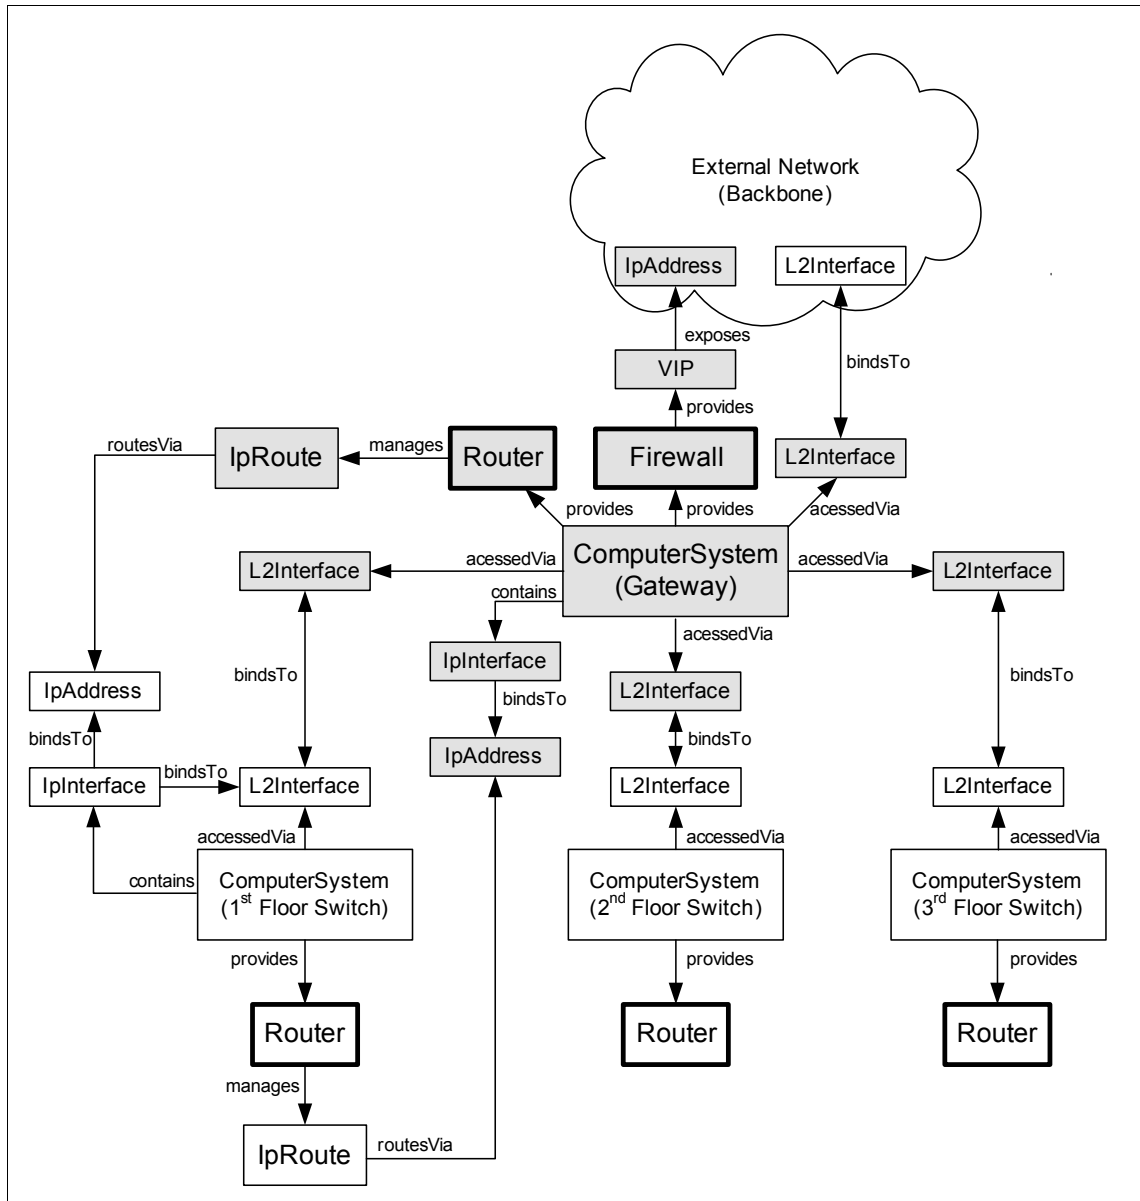 External Network
(Backbone)
IpAddress
L2Interface
exposes
bindsTo
VIP
provides
routesVia
IpRoute
manages
Router
Firewall
L2Interface
provides
provides
acessedVia
ComputerSystem
(Gateway)
L2Interface
acessedVia
acessedVia
L2Interface
contains
acessedVia
IpInterface
bindsTo
bindsTo
IpAddress
L2Interface
bindsTo
bindsTo
bindsTo
IpAddress
bindsTo
IpInterface
bindsTo
L2Interface
L2Interface
L2Interface
accessedVia
accessedVia
acessedVia
contains
ComputerSystem
(1st Floor Switch)
ComputerSystem
(2nd Floor Switch)
ComputerSystem
(3rd Floor Switch)
provides
provides
provides
Router
Router
Router
manages
IpRoute
routesVia